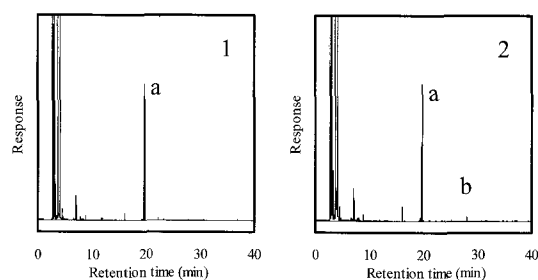 1
a
Response
0 10 20 30 40
Retention time (min)
2
a
b
Response
0 10 20 30 40
Retention time (min)